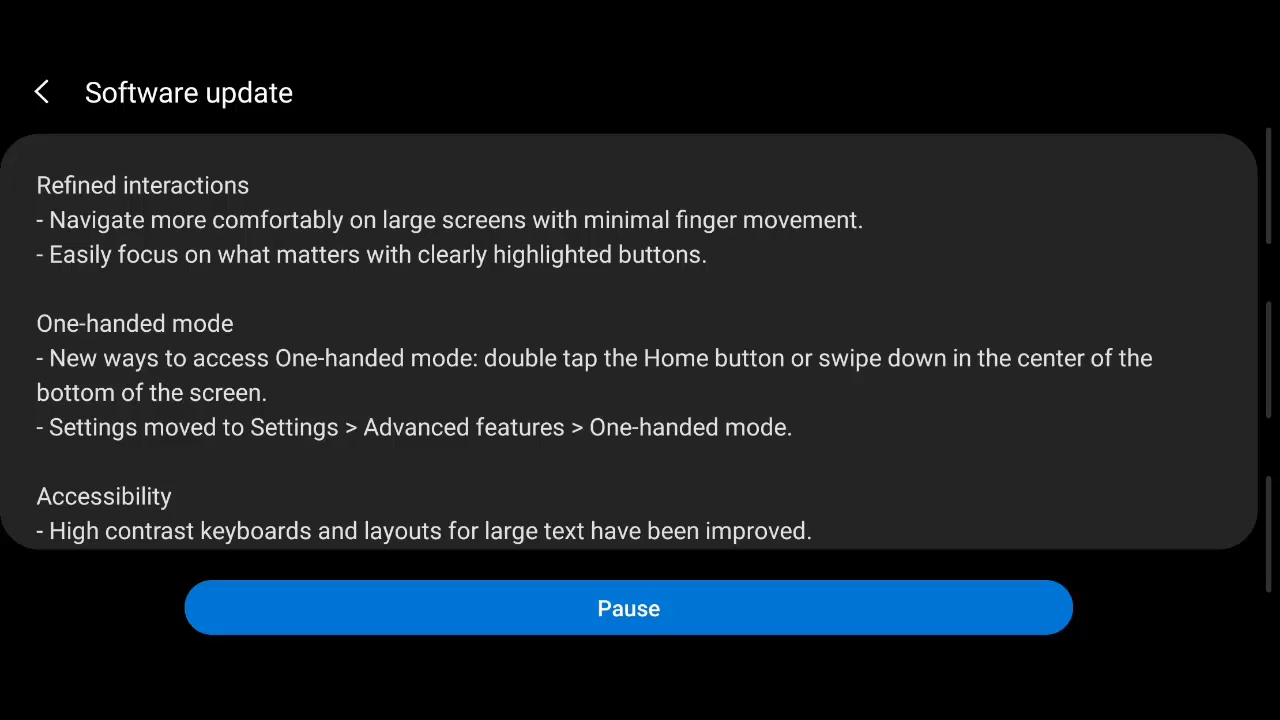 Software update
Refined interactions
- Navigate more comfortably on large screens with minimal finger movement.
- Easily focus on what matters with clearly highlighted buttons.
One-handed mode
- New ways to access One-handed mode: double tap the Home button or swipe down in the center of the
bottom of the screen.
- Settings moved to Settings > Advanced features > One-handed mode.
Accessibility
- High contrast keyboards and layouts for large text have been improved.
Pause